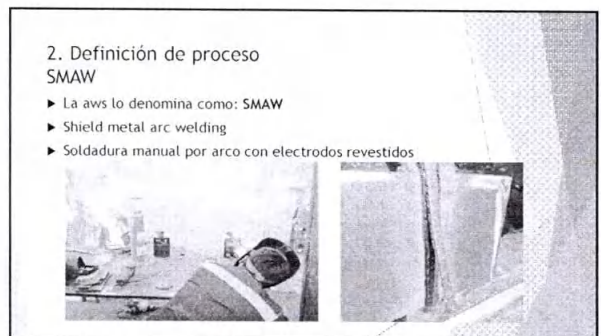 2. Definición de proceso
SMAW
▶ La aws lo denomina como: SMAW
▶ Shield metal arc welding
▶ Soldadura manual por arco con electrodos revestidos